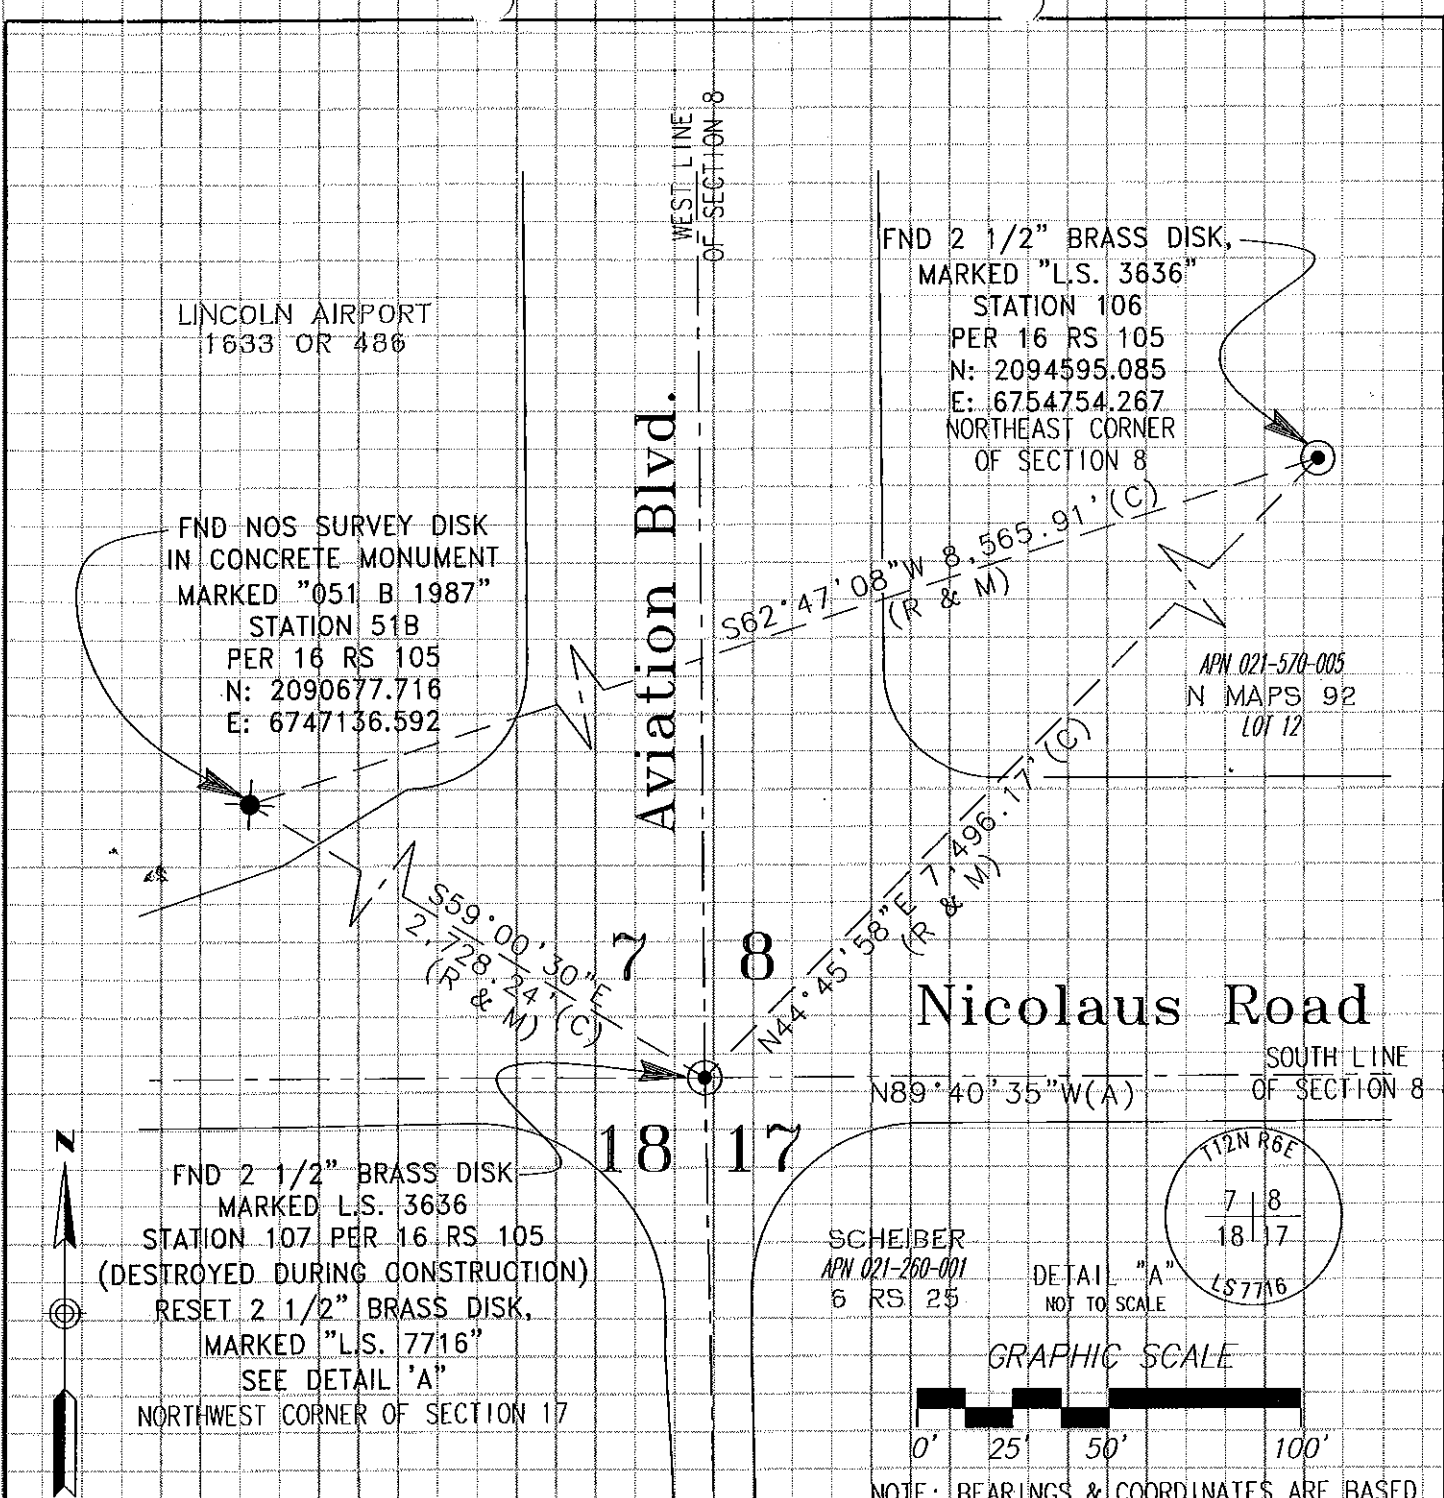 WEST LINE
OF SECTION 8
LINCOLN AIRPORT
1633 OR 486
FND 2 1/2" BRASS DISK,
MARKED "L.S. 3636"
STATION 106
PER 16 RS 105
N: 2094595.085
E: 6754754.267
NORTHEAST CORNER
OF SECTION 8
Aviation Blvd.
FND NOS SURVEY DISK
IN CONCRETE MONUMENT
MARKED "051 B 1987"
STATION 51B
PER 16 RS 105
N: 2090677.716
E: 6747136.592
S62°47'08"W 8,565.91'(C)
(R & M)
APN 021-570-005
N MAPS 92
LOT 12
N44°45'58"E 7,496.17'(C)
(R & M)
S59°00'30"E
2,728.24'(C)
(R & M)
7 8
Nicolaus Road
SOUTH LINE
OF SECTION 8
N89°40'35"W(A)
18 17
N
FND 2 1/2" BRASS DISK
MARKED L.S. 3636
STATION 107 PER 16 RS 105
(DESTROYED DURING CONSTRUCTION)
RESET 2 1/2" BRASS DISK,
MARKED "L.S. 7716"
SEE DETAIL 'A"
NORTHWEST CORNER OF SECTION 17
SCHEIBER
APN 021-260-001
6 RS 25
T12N R6E
7 8
18 17
LS7716
DETAIL "A"
NOT TO SCALE
GRAPHIC SCALE
0' 25' 50' 100'
NOTE: BEARINGS & COORDINATES ARE BASED